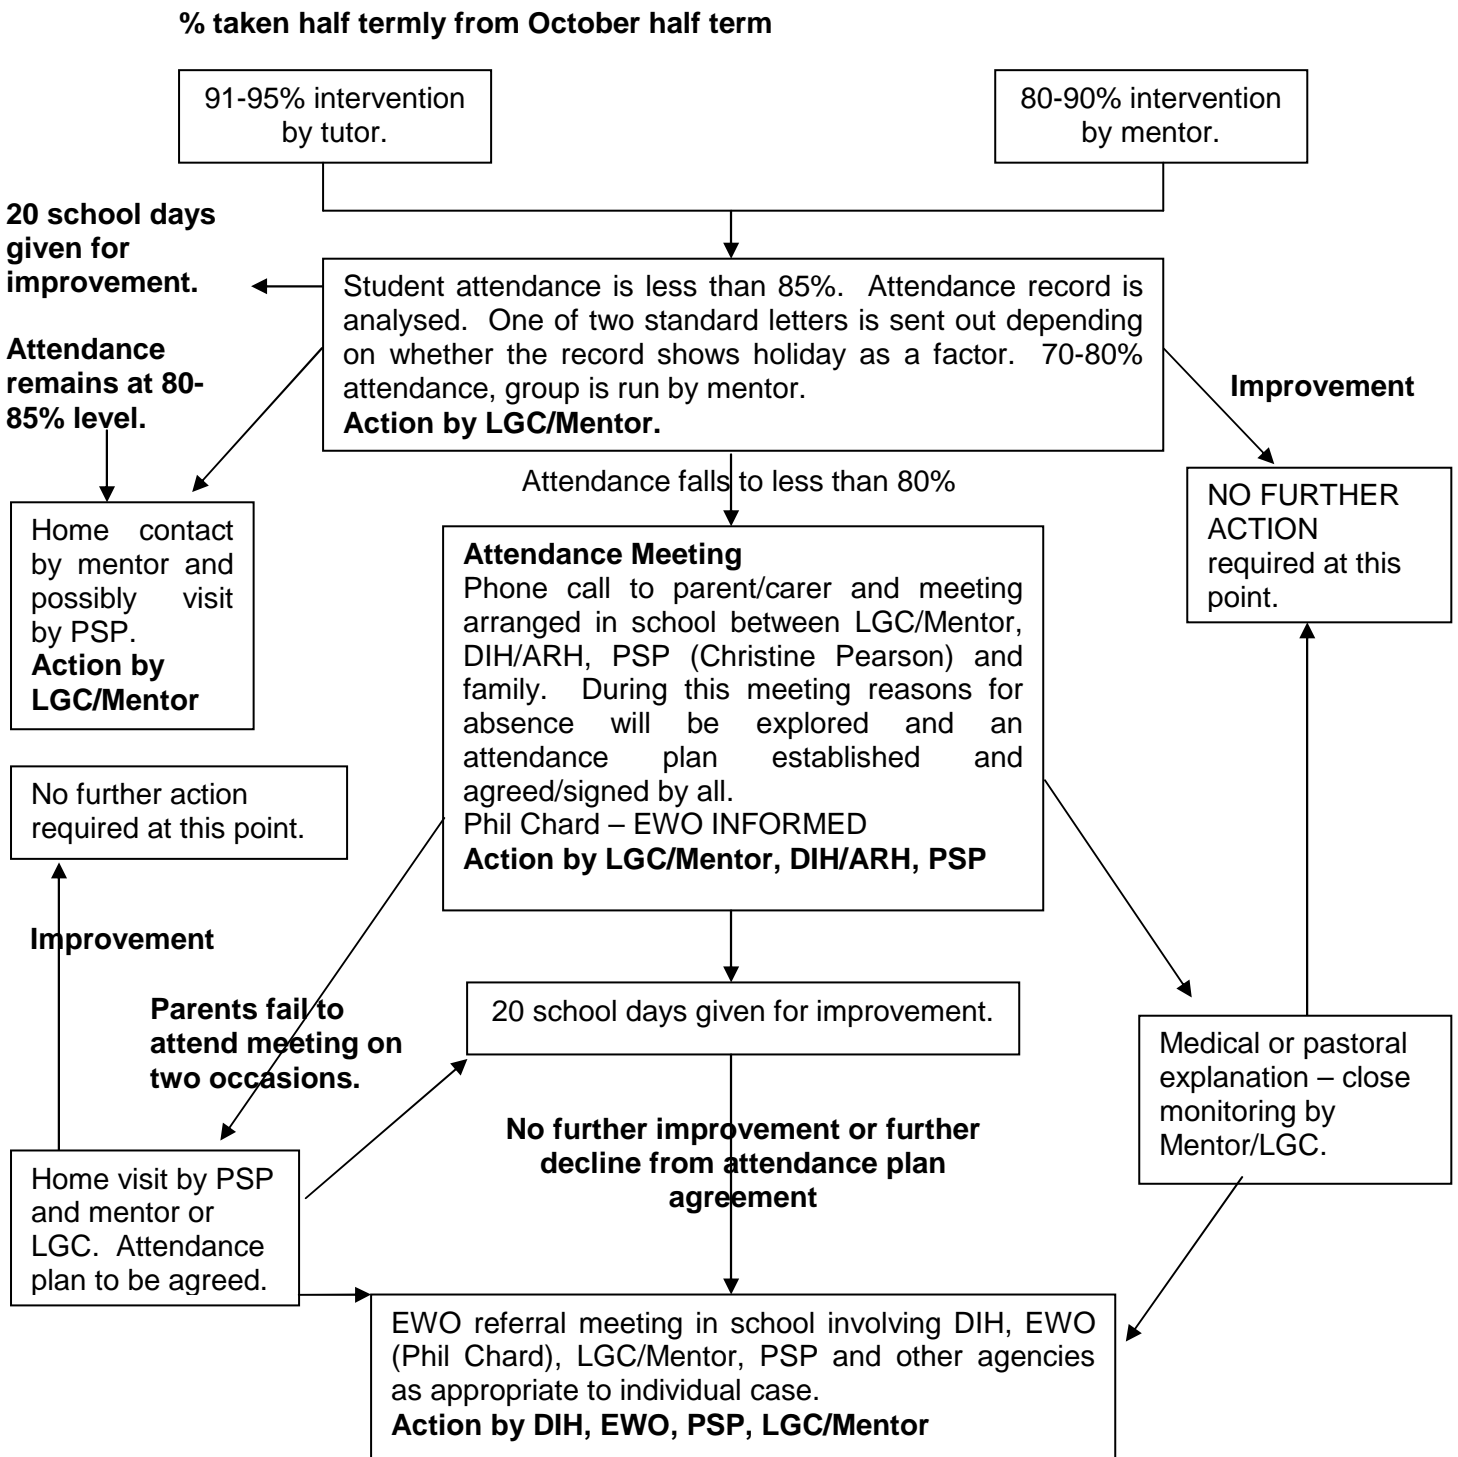 % taken half termly from October half term
91-95% intervention
by tutor.
80-90% intervention
by mentor.
20 school days
given for
improvement.
Attendance
remains at 80-
85% level.
Student attendance is less than 85%. Attendance record is
analysed. One of two standard letters is sent out depending
on whether the record shows holiday as a factor. 70-80%
attendance, group is run by mentor.
Action by LGC/Mentor.
Improvement
Attendance falls to less than 80%
Home contact
by mentor and
possibly visit
by PSP.
Action by
LGC/Mentor
Attendance Meeting
Phone call to parent/carer and meeting
arranged in school between LGC/Mentor,
DIH/ARH, PSP (Christine Pearson) and
family. During this meeting reasons for
absence will be explored and an
attendance plan established and
agreed/signed by all.
Phil Chard – EWO INFORMED
Action by LGC/Mentor, DIH/ARH, PSP
NO FURTHER
ACTION
required at this
point.
No further action
required at this point.
Improvement
Parents fail to
attend meeting on
two occasions.
20 school days given for improvement.
Medical or pastoral
explanation – close
monitoring by
Mentor/LGC.
No further improvement or further
decline from attendance plan
agreement
Home visit by PSP
and mentor or
LGC. Attendance
plan to be agreed.
EWO referral meeting in school involving DIH, EWO
(Phil Chard), LGC/Mentor, PSP and other agencies
as appropriate to individual case.
Action by DIH, EWO, PSP, LGC/Mentor